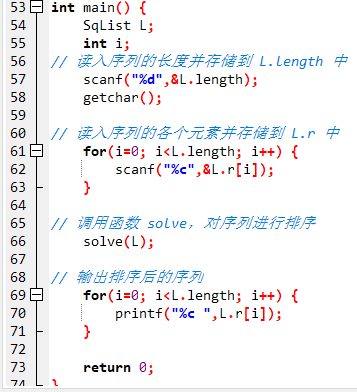 53 int main() {
54 SqList L;
55 int i;
56 // 读入序列的长度并存储到 L.length 中
57 scanf("%d",&L.length);
58 getchar();
59
60 // 读入序列的各个元素并存储到 L.r 中
61 for(i=0; i<L.length; i++) {
62 scanf("%c",&L.r[i]);
63 }
64
65 // 调用函数 solve，对序列进行排序
66 solve(L);
67
68 // 输出排序后的序列
69 for(i=0; i<L.length; i++) {
70 printf("%c ",L.r[i]);
71 }
72
73 return 0;
74 }